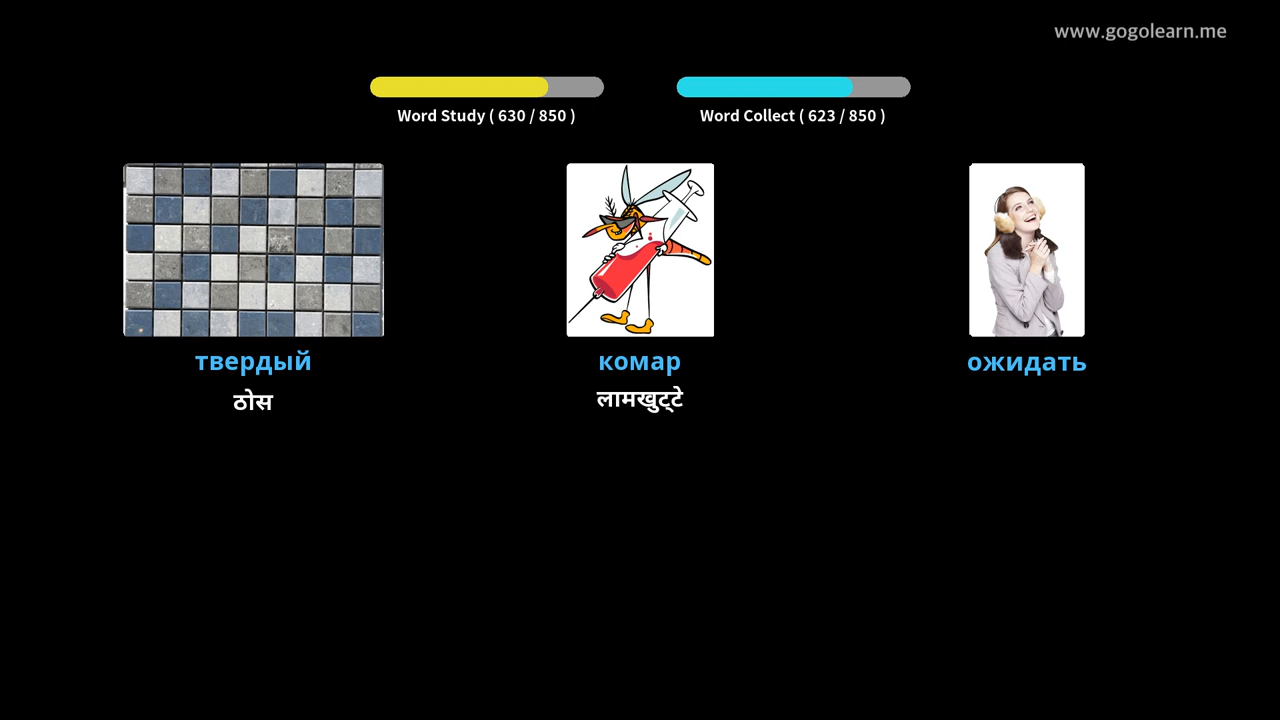 www.gogolearn.me
Word Study ( 630 / 850 )
Word Collect ( 623 / 850 )
твердый
комар
ожидать
ठोस
लामखुट्टे